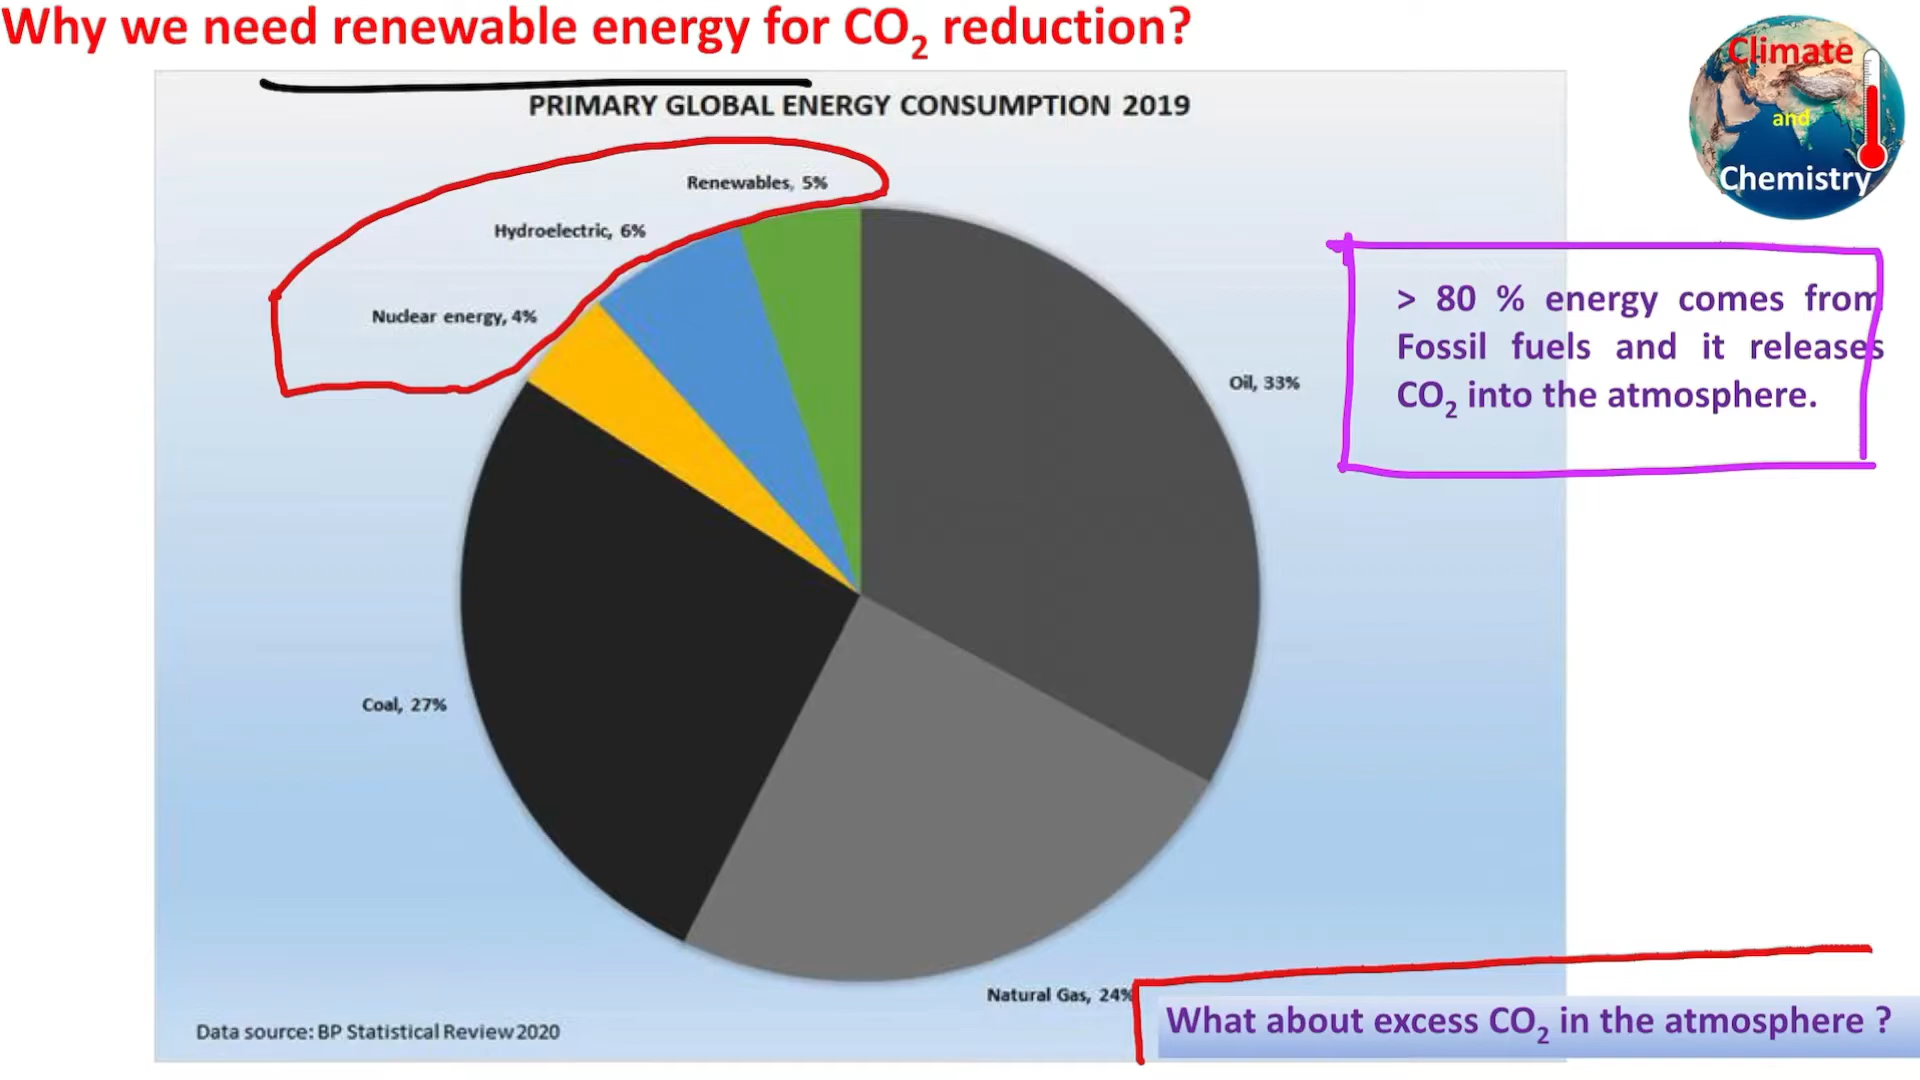 Why we need renewable energy for CO₂ reduction?
Climate
and
Chemistry
PRIMARY GLOBAL ENERGY CONSUMPTION 2019
Renewables, 5%
Hydroelectric, 6%
Nuclear energy, 4%
Oil, 33%
> 80 % energy comes from
Fossil fuels and it releases
CO₂ into the atmosphere.
Coal, 27%
Natural Gas, 24%
What about excess CO₂ in the atmosphere ?
Data source: BP Statistical Review 2020